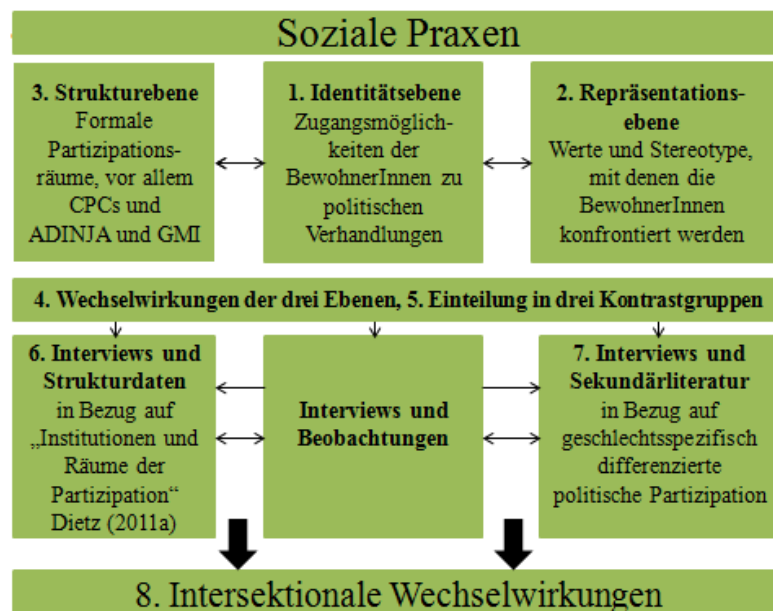 Soziale Praxen
3. Strukturebene
Formale
Partizipations-
räume, vor allem
CPCs und
ADINJA und GMI
1. Identitätsebene
Zugangsmöglich-
keiten der
BewohnerInnen zu
politischen
Verhandlungen
2. Repräsentations-
ebene
Werte und Stereotype,
mit denen die
BewohnerInnen
konfrontiert werden
4. Wechselwirkungen der drei Ebenen, 5. Einteilung in drei Kontrastgruppen
6. Interviews und
Strukturdaten
in Bezug auf
„Institutionen und
Räume der
Partizipation“
Dietz (2011a)
Interviews und
Beobachtungen
7. Interviews und
Sekundärliteratur
in Bezug auf
geschlechtsspezifisch
differenzierte
politische Partizipation
8. Intersektionale Wechselwirkungen